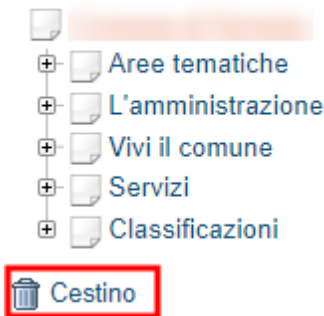 Aree tematiche
L'amministrazione
Vivi il comune
Servizi
Classificazioni
Cestino